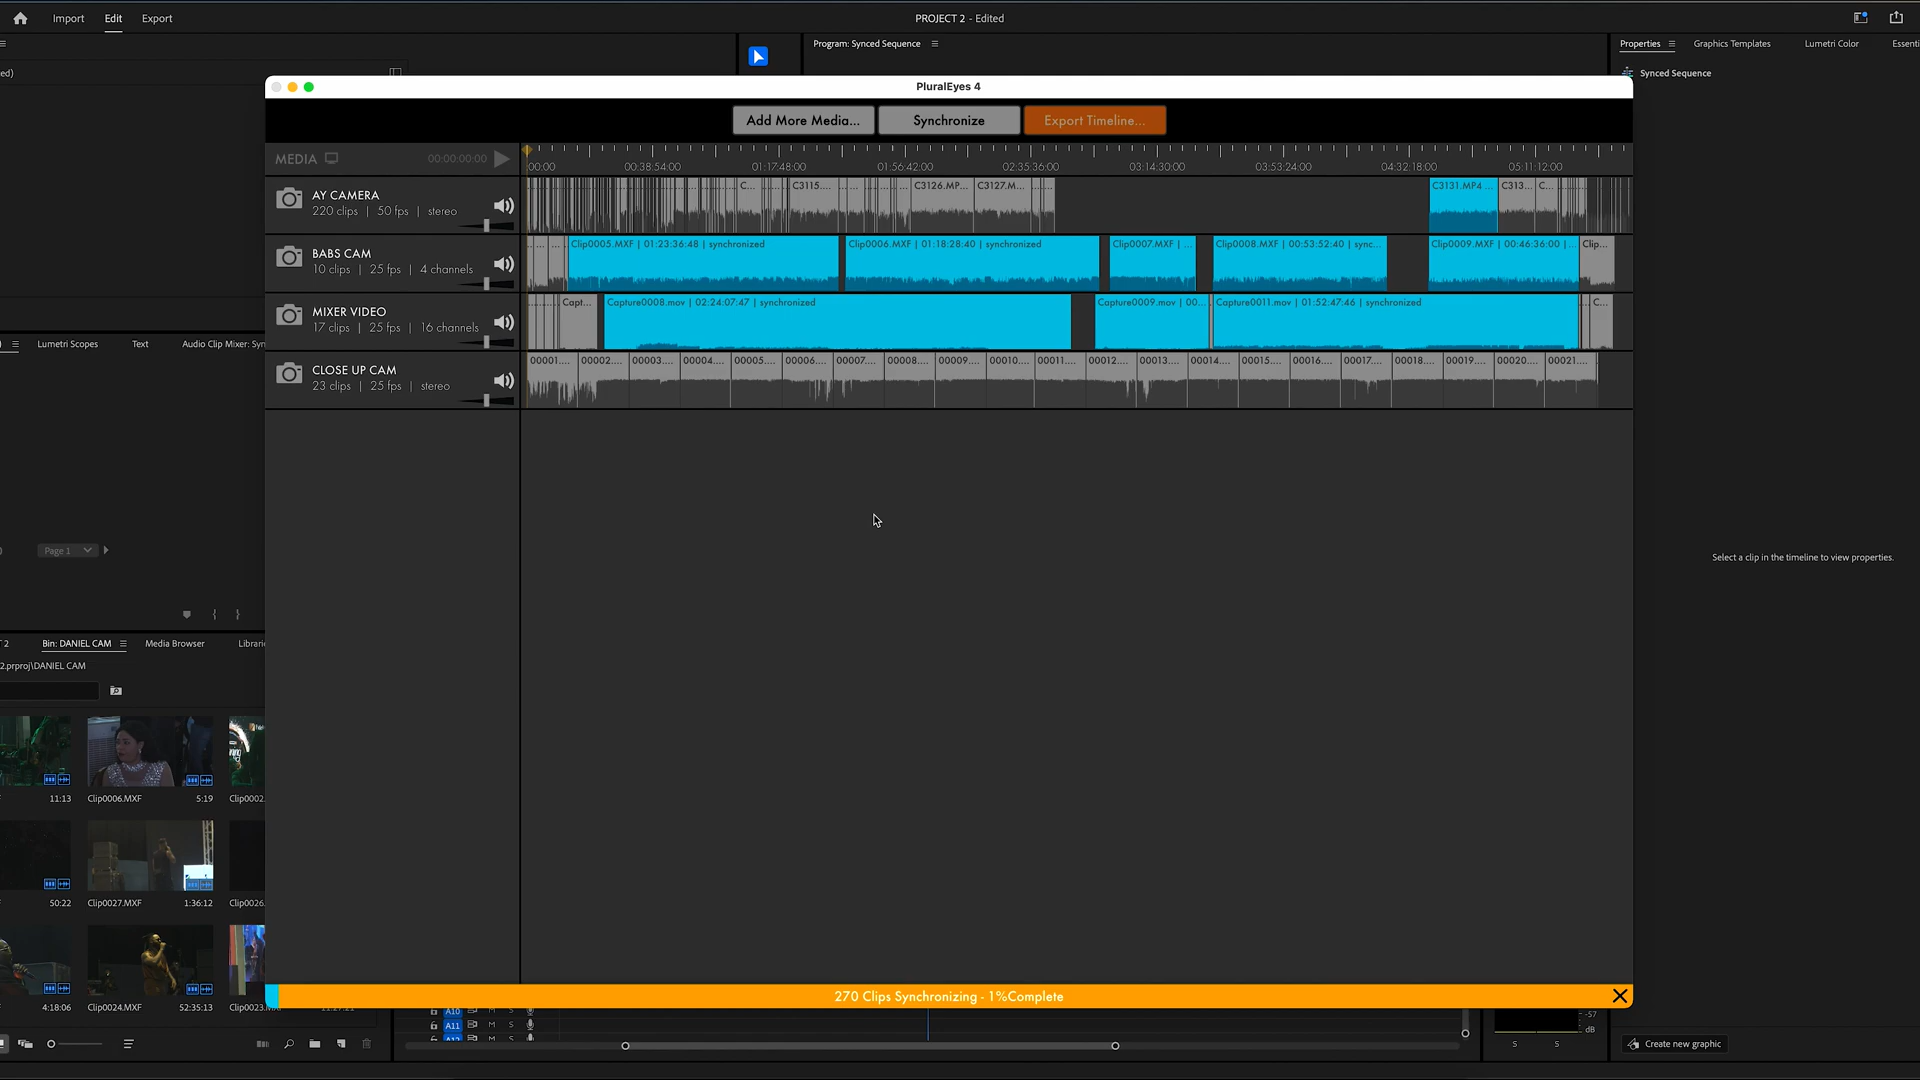 Import Edit Export PROJECT 2 - Edited
Program: Synced Sequence
Properties Graphics Templates Lumetri Color Essenti
ed)
Synced Sequence
PluralEyes 4
Add More Media... Synchronize Export Timeline...
MEDIA 00:00:00:00
:00:00 00:38:54:00 01:17:48:00 01:56:42:00 02:35:36:00 03:14:30:00 03:53:24:00 04:32:18:00 05:11:12:00
AY CAMERA
220 clips | 50 fps | stereo
C... C3115.... C3126.MP... C3127.M... C3131.MP4 ... C313... C...
BABS CAM
10 clips | 25 fps | 4 channels
Clip0005.MXF | 01:23:36:48 | synchronized Clip0006.MXF | 01:18:28:40 | synchronized Clip0007.MXF | ... Clip0008.MXF | 00:53:52:40 | sync... Clip0009.MXF | 00:46:36:00 | ... Clip...
MIXER VIDEO
17 clips | 25 fps | 16 channels
Capt... Capture0008.mov | 02:24:07:47 | synchronized Capture0009.mov | 00... Capture0011.mov | 01:52:47:46 | synchronized C...
CLOSE UP CAM
23 clips | 25 fps | stereo
00001.... 00002.... 00003.... 00004.... 00005.... 00006.... 00007.... 00008.... 00009.... 00010.... 00011.... 00012.... 00013.... 00014.... 00015.... 00016.... 00017.... 00018.... 00019.... 00020.... 00021....
Lumetri Scopes Text Audio Clip Mixer: Syn
Page 1
Select a clip in the timeline to view properties.
T 2 Bin: DANIEL CAM Media Browser Librarie
2.prproj\DANIEL CAM
11:13 Clip0006.MXF 5:19 Clip0002.
50:22 Clip0027.MXF 1:36:12 Clip0026.
4:18:06 Clip0024.MXF 52:35:13 Clip0023.
270 Clips Synchronizing - 1%Complete
A10 M S
A11 M S
-57
dB
S S
Create new graphic